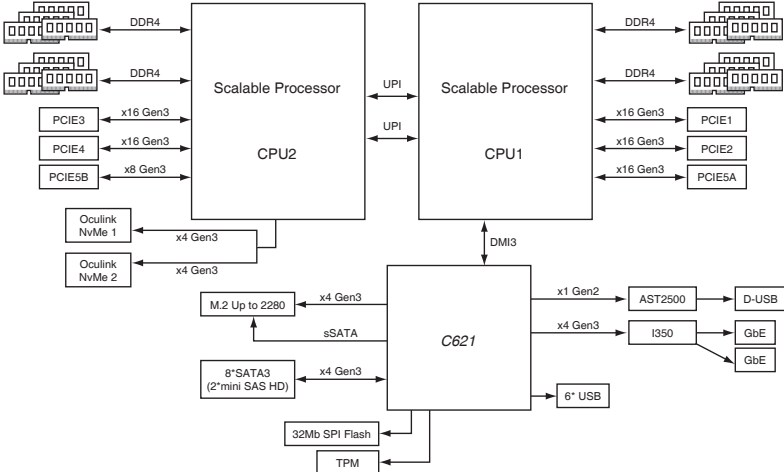 DDR4
DDR4
Scalable Processor
CPU2
UPI
UPI
Scalable Processor
CPU1
DDR4
DDR4
PCIE3
x16 Gen3
PCIE4
x16 Gen3
PCIE5B
x8 Gen3
x16 Gen3
PCIE1
x16 Gen3
PCIE2
x16 Gen3
PCIE5A
Oculink
NvMe 1
x4 Gen3
Oculink
NvMe 2
x4 Gen3
DMI3
M.2 Up to 2280
x4 Gen3
sSATA
8*SATA3
(2*mini SAS HD)
x4 Gen3
C621
x1 Gen2
AST2500
D-USB
x4 Gen3
I350
GbE
GbE
6* USB
32Mb SPI Flash
TPM